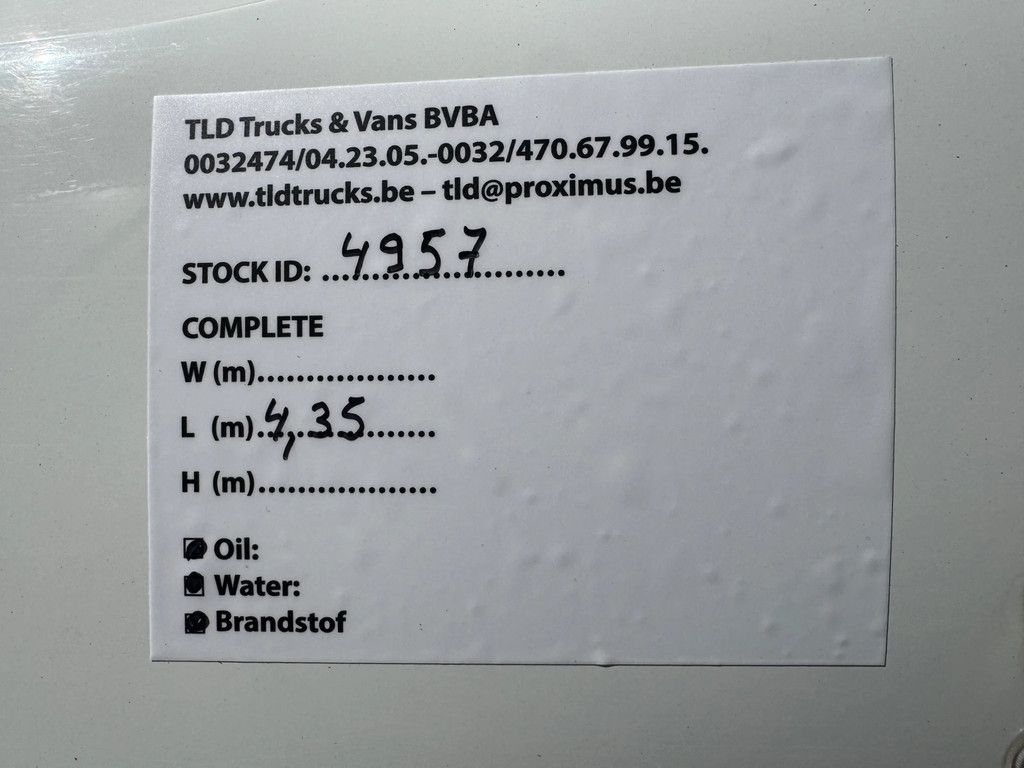 TLD Trucks & Vans BVBA
0032474/04.23.05.-0032/470.67.99.15.
www.tldtrucks.be – tld@proximus.be
STOCK ID: 4957
COMPLETE
W (m)..................
L (m).4,35.......
H (m)..................
Oil:
Water:
Brandstof